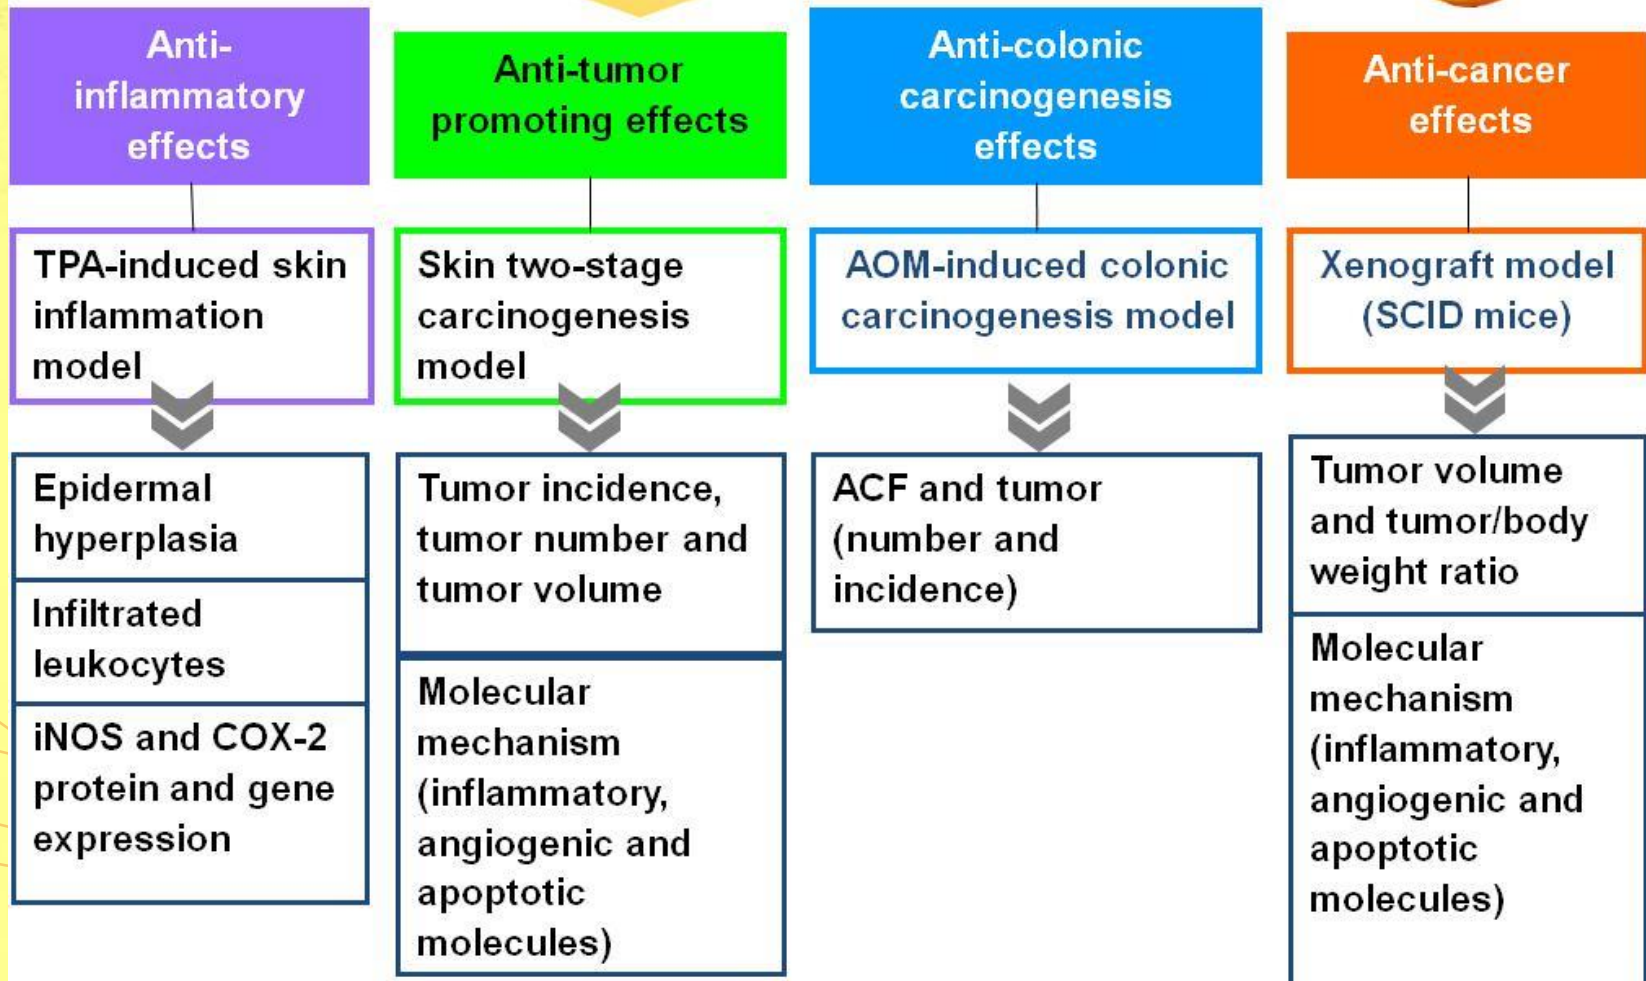 Anti-
inflammatory
effects
TPA-induced skin
inflammation
model
Epidermal
hyperplasia
Infiltrated
leukocytes
iNOS and COX-2
protein and gene
expression
Anti-tumor
promoting effects
Skin two-stage
carcinogenesis
model
Tumor incidence,
tumor number and
tumor volume
Molecular
mechanism
(inflammatory,
angiogenic and
apoptotic
molecules)
Anti-colonic
carcinogenesis
effects
AOM-induced colonic
carcinogenesis model
ACF and tumor
(number and
incidence)
Anti-cancer
effects
Xenograft model
(SCID mice)
Tumor volume
and tumor/body
weight ratio
Molecular
mechanism
(inflammatory,
angiogenic and
apoptotic
molecules)